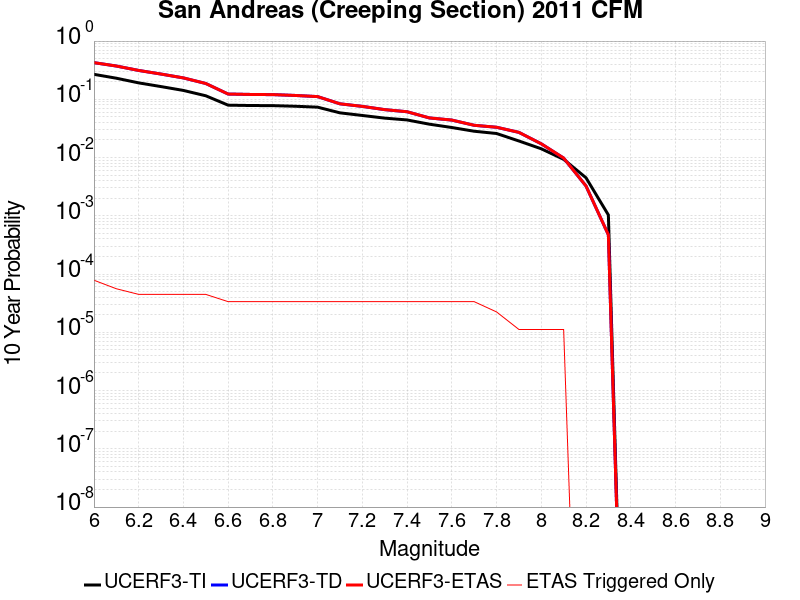 San Andreas (Creeping Section) 2011 CFM
10^0
10^-1
10^-2
10^-3
10^-4
10^-5
10^-6
10^-7
10^-8
10 Year Probability
6 6.2 6.4 6.6 6.8 7 7.2 7.4 7.6 7.8 8 8.2 8.4 8.6 8.8 9
Magnitude
UCERF3-TI UCERF3-TD UCERF3-ETAS ETAS Triggered Only